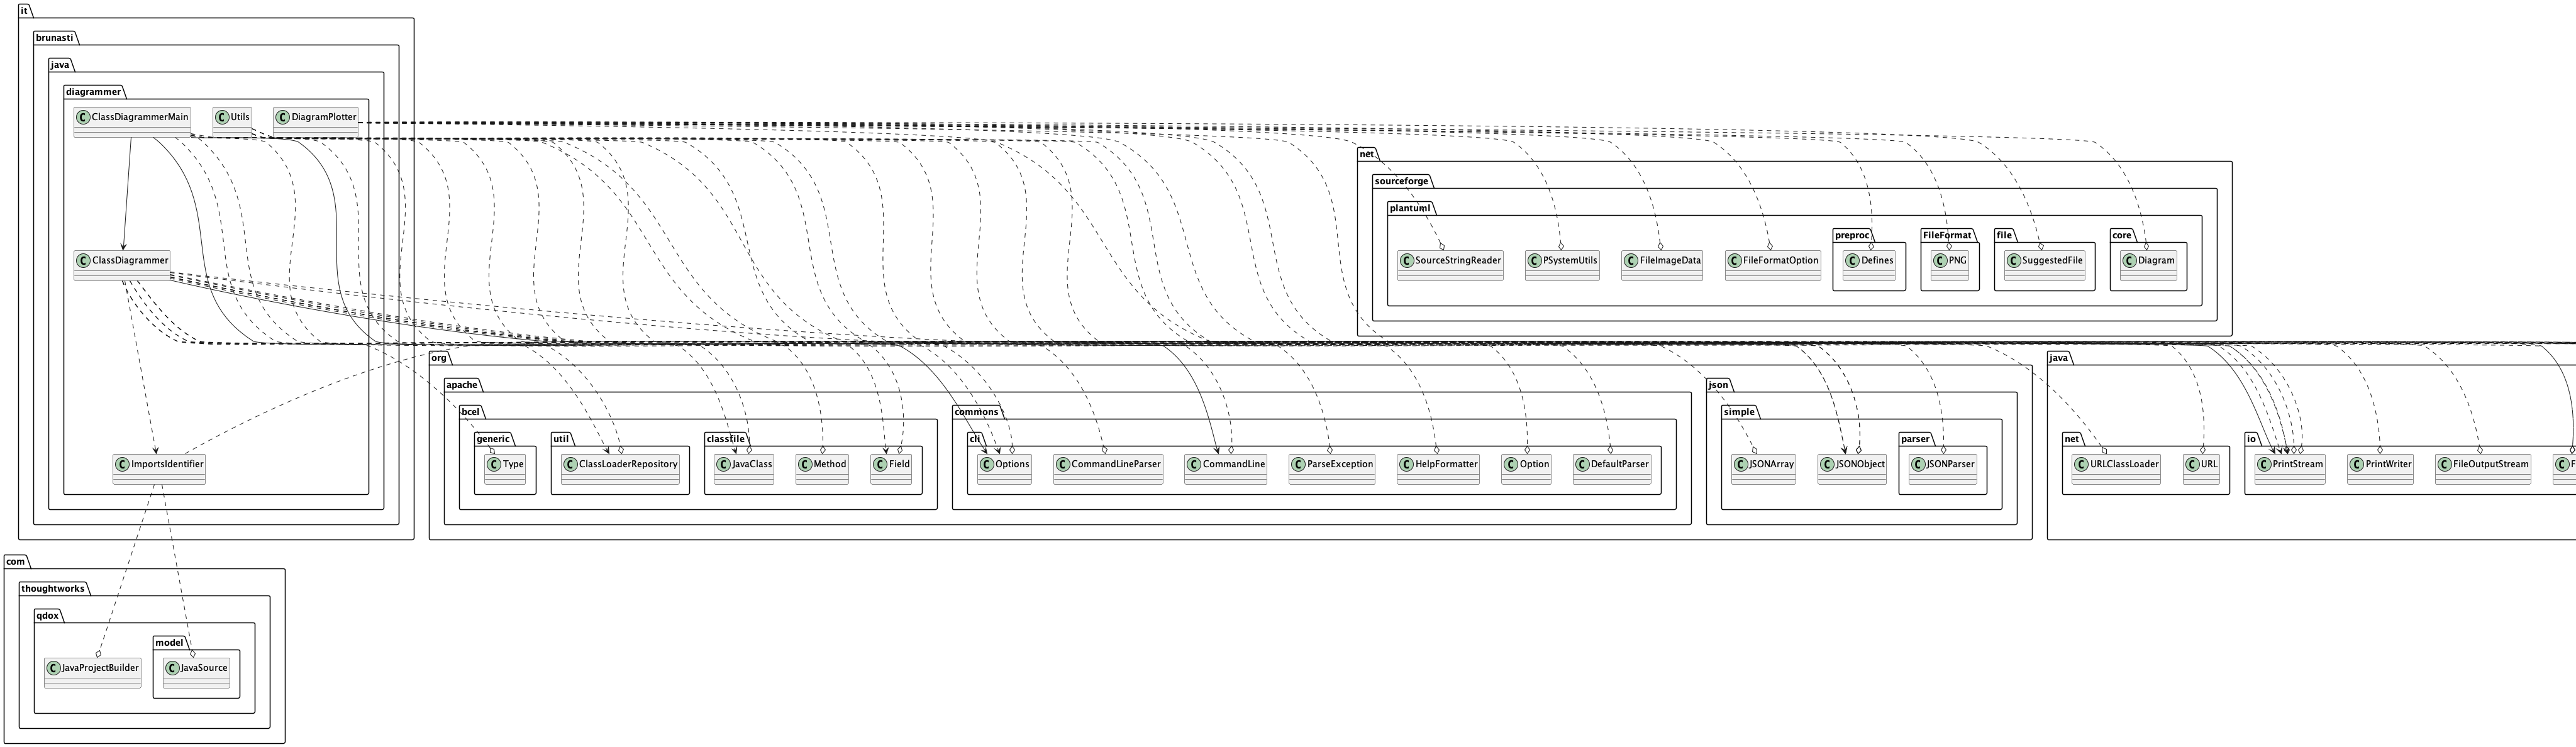 it
brunasti
java
diagrammer
C ClassDiagrammerMain
C Utils
C DiagramPlotter
net
sourceforge
plantuml
preproc
FileFormat
file
core
C ClassDiagrammer
C SourceStringReader
C PSystemUtils
C FileImageData
C FileFormatOption
C Defines
C PNG
C SuggestedFile
C Diagram
org
java
apache
json
bcel
commons
simple
generic
util
classfile
cli
parser
net
io
C ImportsIdentifier
C Type
C ClassLoaderRepository
C JavaClass
C Method
C Field
C Options
C CommandLineParser
C CommandLine
C ParseException
C HelpFormatter
C Option
C DefaultParser
C JSONArray
C JSONObject
C JSONParser
C URLClassLoader
C URL
C PrintStream
C PrintWriter
C FileOutputStream
C F
com
thoughtworks
qdox
model
C JavaProjectBuilder
C JavaSource